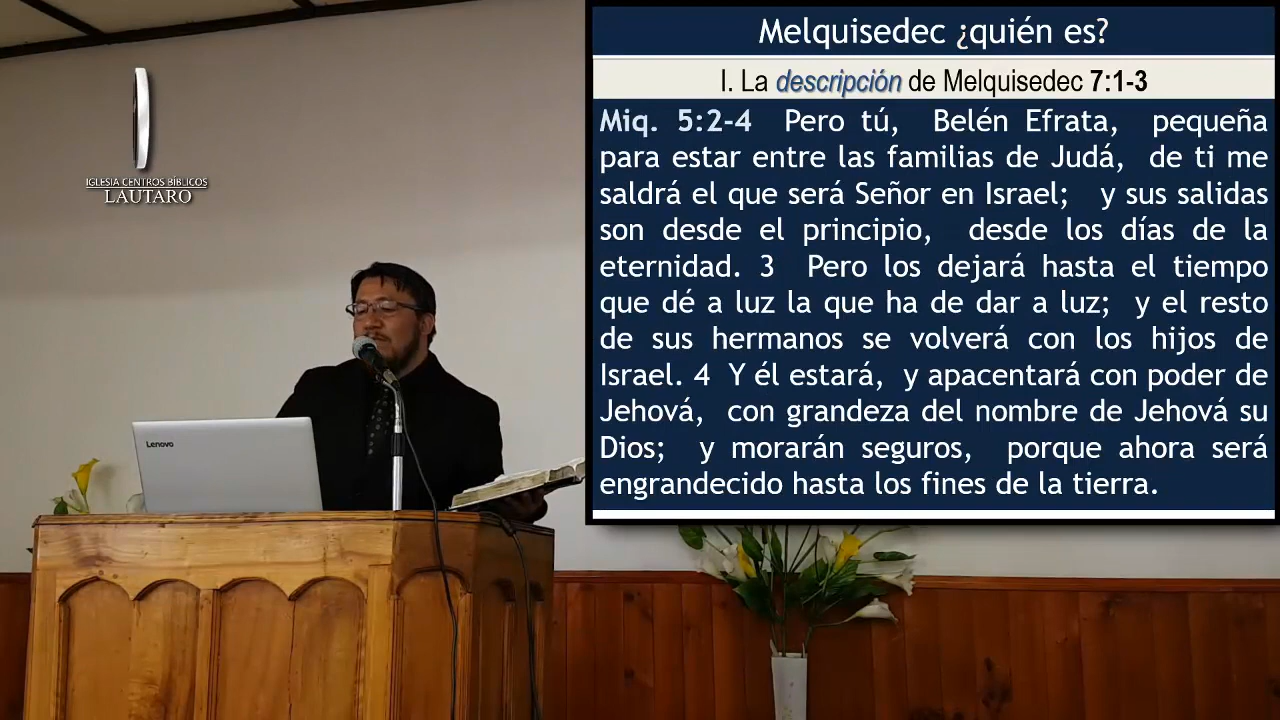 IGLESIA CENTROS BÍBLICOS
LAUTARO
Lenovo
Melquisedec ¿quién es?
I. La descripción de Melquisedec 7:1-3
Miq. 5:2-4 Pero tú, Belén Efrata, pequeña
para estar entre las familias de Judá, de ti me
saldrá el que será Señor en Israel; y sus salidas
son desde el principio, desde los días de la
eternidad. 3 Pero los dejará hasta el tiempo
que dé a luz la que ha de dar a luz; y el resto
de sus hermanos se volverá con los hijos de
Israel. 4 Y él estará, y apacentará con poder de
Jehová, con grandeza del nombre de Jehová su
Dios; y morarán seguros, porque ahora será
engrandecido hasta los fines de la tierra.